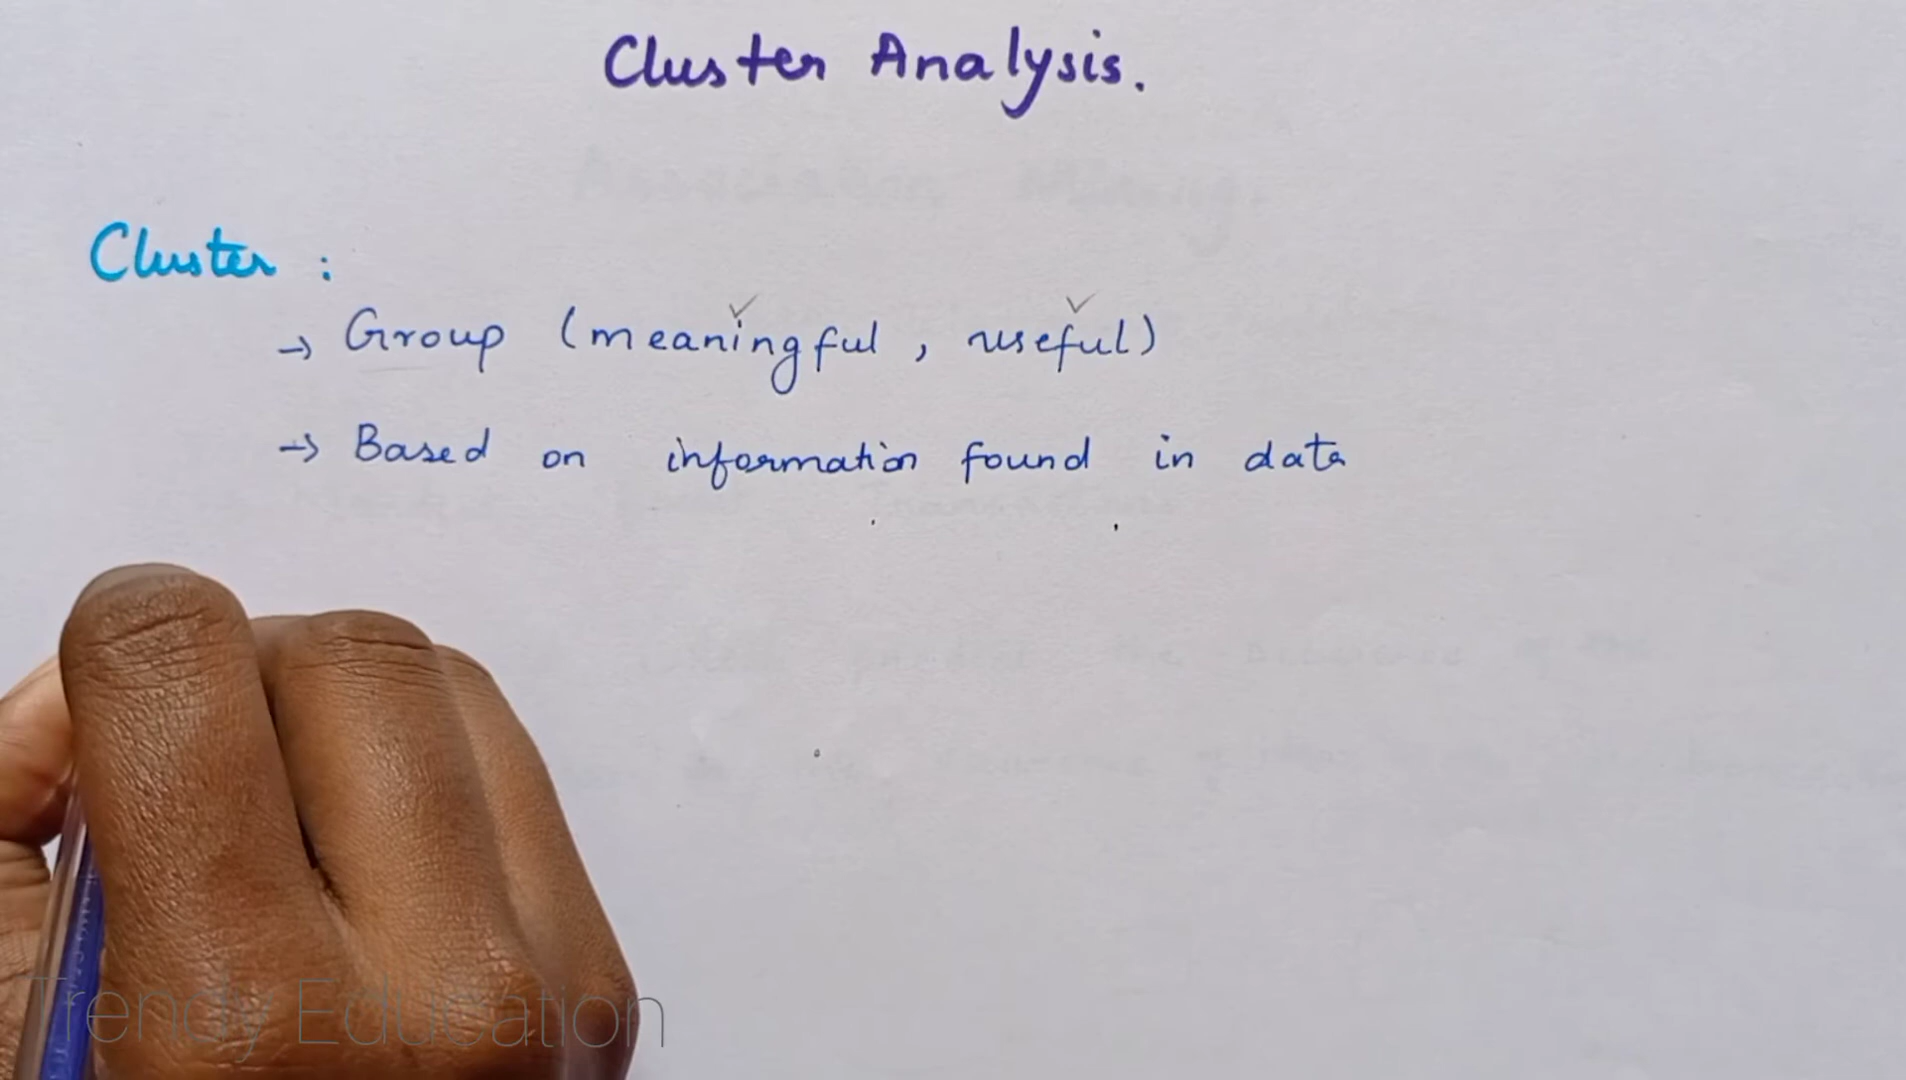 Cluster Analysis.
Cluster :
→ Group (meaningful , useful)
→ Based on information found in data
Trendy Education